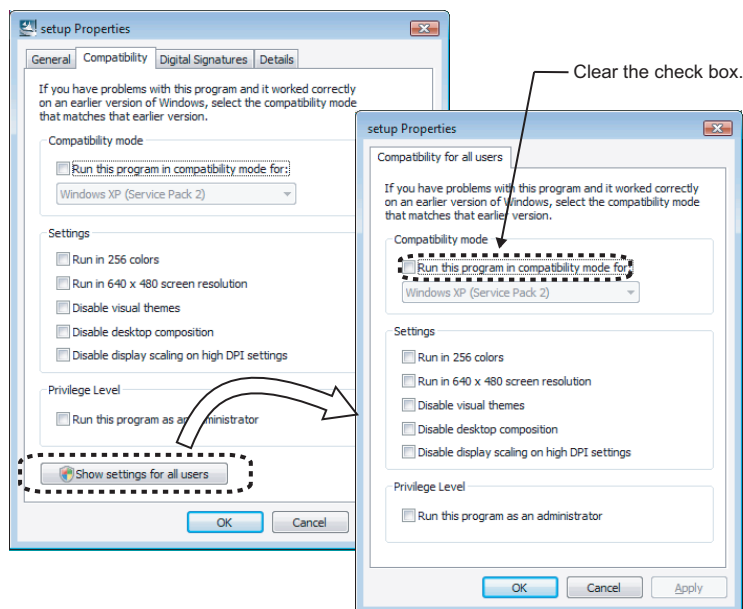 setup Properties
General Compatibility Digital Signatures Details
If you have problems with this program and it worked correctly
on an earlier version of Windows, select the compatibility mode
that matches that earlier version.
Compatibility mode
Run this program in compatibility mode for:
Windows XP (Service Pack 2)
Settings
Run in 256 colors
Run in 640 x 480 screen resolution
Disable visual themes
Disable desktop composition
Disable display scaling on high DPI settings
Privilege Level
Run this program as an administrator
Show settings for all users
OK Cancel
Clear the check box.
setup Properties
Compatibility for all users
If you have problems with this program and it worked correctly
on an earlier version of Windows, select the compatibility mode
that matches that earlier version.
Compatibility mode
Run this program in compatibility mode for:
Windows XP (Service Pack 2)
Settings
Run in 256 colors
Run in 640 x 480 screen resolution
Disable visual themes
Disable desktop composition
Disable display scaling on high DPI settings
Privilege Level
Run this program as an administrator
OK Cancel Apply